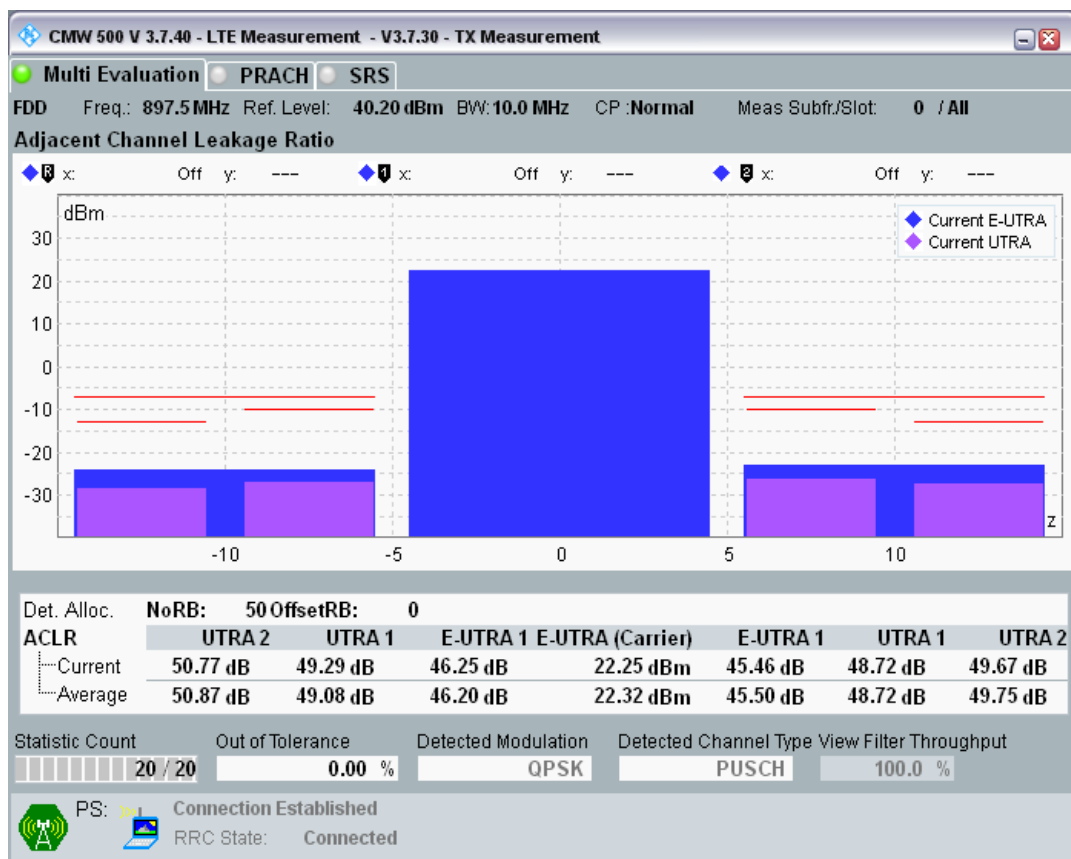 CMW 500 V 3.7.40 - LTE Measurement - V3.7.30 - TX Measurement
Multi Evaluation PRACH SRS
FDD Freq.: 897.5 MHz Ref. Level: 40.20 dBm BW: 10.0 MHz CP :Normal Meas Subfr./Slot: 0 / All
Adjacent Channel Leakage Ratio
R x: Off y: --- 1 x: Off y: --- 2 x: Off y: ---
dBm
Current E-UTRA
Current UTRA
30
20
10
0
-10
-20
-30
z
-10 -5 0 5 10
Det. Alloc. NoRB: 50 OffsetRB: 0
ACLR UTRA 2 UTRA 1 E-UTRA 1 E-UTRA (Carrier) E-UTRA 1 UTRA 1 UTRA 2
Current 50.77 dB 49.29 dB 46.25 dB 22.25 dBm 45.46 dB 48.72 dB 49.67 dB
Average 50.87 dB 49.08 dB 46.20 dB 22.32 dBm 45.50 dB 48.72 dB 49.75 dB
Statistic Count Out of Tolerance Detected Modulation Detected Channel Type View Filter Throughput
20 / 20 0.00 % QPSK PUSCH 100.0 %
PS: Connection Established
RRC State: Connected